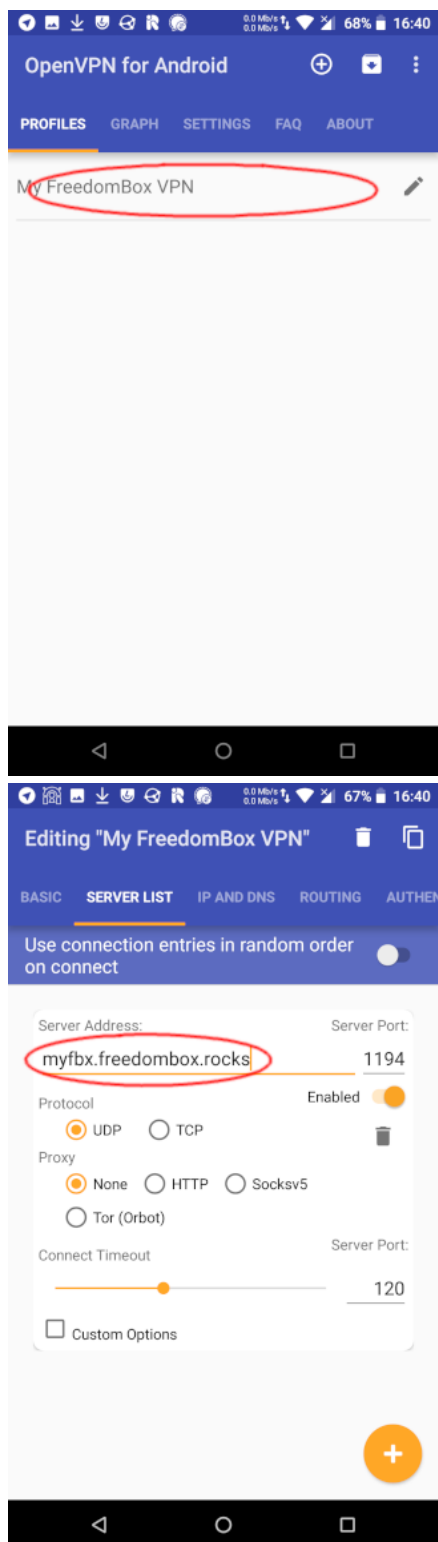 0.0 Mb/s
0.0 Mb/s
68% 16:40
OpenVPN for Android
PROFILES GRAPH SETTINGS FAQ ABOUT
My FreedomBox VPN
0.0 Mb/s
0.0 Mb/s
67% 16:40
Editing "My FreedomBox VPN"
BASIC SERVER LIST IP AND DNS ROUTING AUTHEN
Use connection entries in random order
on connect
Server Address: Server Port:
myfbx.freedombox.rocks 1194
Protocol Enabled
UDP TCP
Proxy
None HTTP Socksv5
Tor (Orbot)
Connect Timeout Server Port:
120
Custom Options